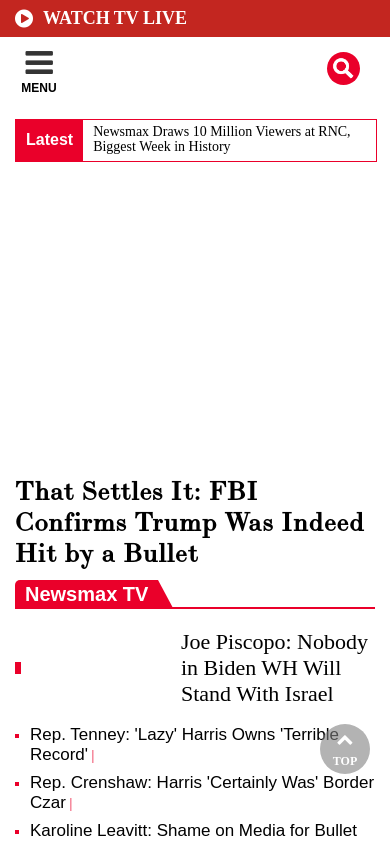 WATCH TV LIVE
MENU
Latest
Newsmax Draws 10 Million Viewers at RNC,
Biggest Week in History
That Settles It: FBI
Confirms Trump Was Indeed
Hit by a Bullet
Newsmax TV
Joe Piscopo: Nobody
in Biden WH Will
Stand With Israel
Rep. Tenney: 'Lazy' Harris Owns 'Terrible
Record' |
Rep. Crenshaw: Harris 'Certainly Was' Border
Czar |
TOP
Karoline Leavitt: Shame on Media for Bullet